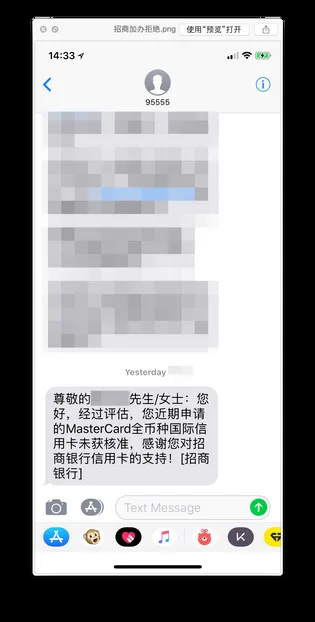 招商加办拒绝.png
使用"预览"打开
14:33
95555
Yesterday
尊敬的 先生/女士：您
好，经过评估，您近期申请
的MasterCard全币种国际信
用卡未获核准，感谢您对招
商银行信用卡的支持！[招商
银行]
Text Message